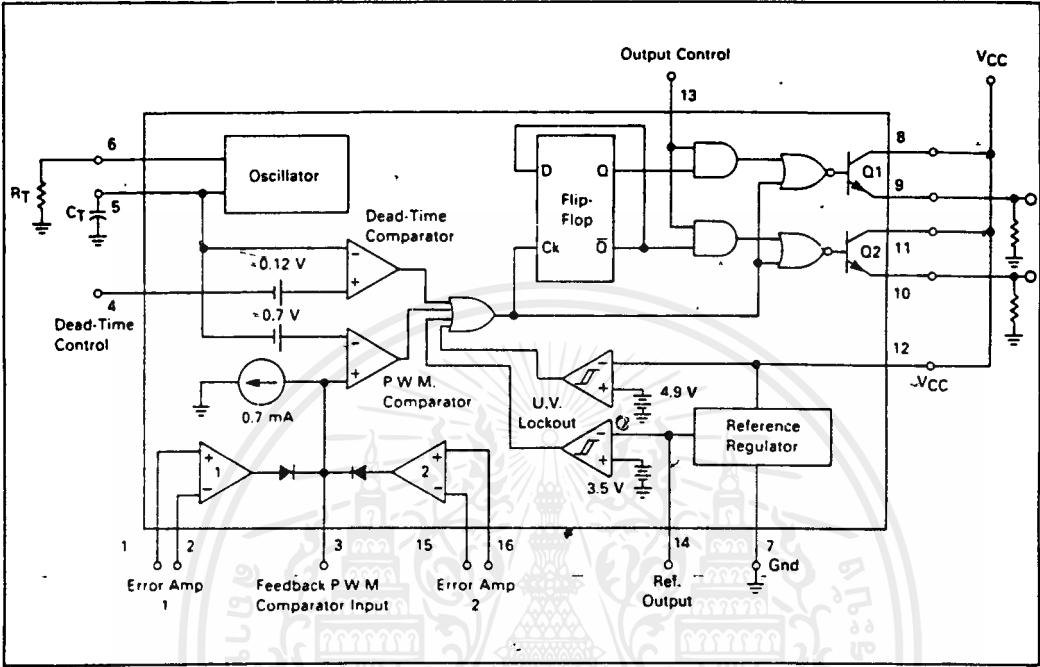 Output Control
VCC
13
6
8
Oscillator
D
Q
Q1
RT
5
9
CT
Flip-
Flop
Dead-Time
Comparator
11
Ck
Q
Q2
−
≈0.12 V
+
10
4
≈0.7 V
Dead-Time
Control
−
12
+
−
VCC
P.W.M.
Comparator
U.V.
Lockout
+
4.9 V
0.7 mA
−
Reference
Regulator
+
+
1
2
+
3.5 V
−
−
1
2
3
15
16
14
7
Gnd
Error Amp
1
Feedback P W M
Comparator Input
Error Amp
2
Ref.
Output